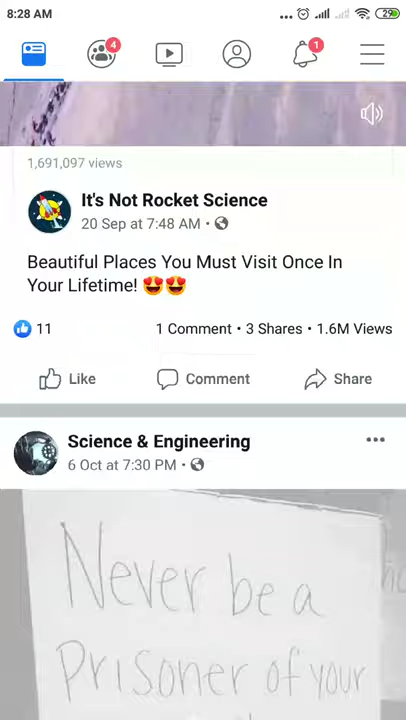 8:28 AM
29
4
1
1,691,097 views
It's Not Rocket Science
20 Sep at 7:48 AM
Beautiful Places You Must Visit Once In
Your Lifetime! 😍😍
11
1 Comment • 3 Shares • 1.6M Views
Like
Comment
Share
Science & Engineering
6 Oct at 7:30 PM
Never be a
Prisoner of your